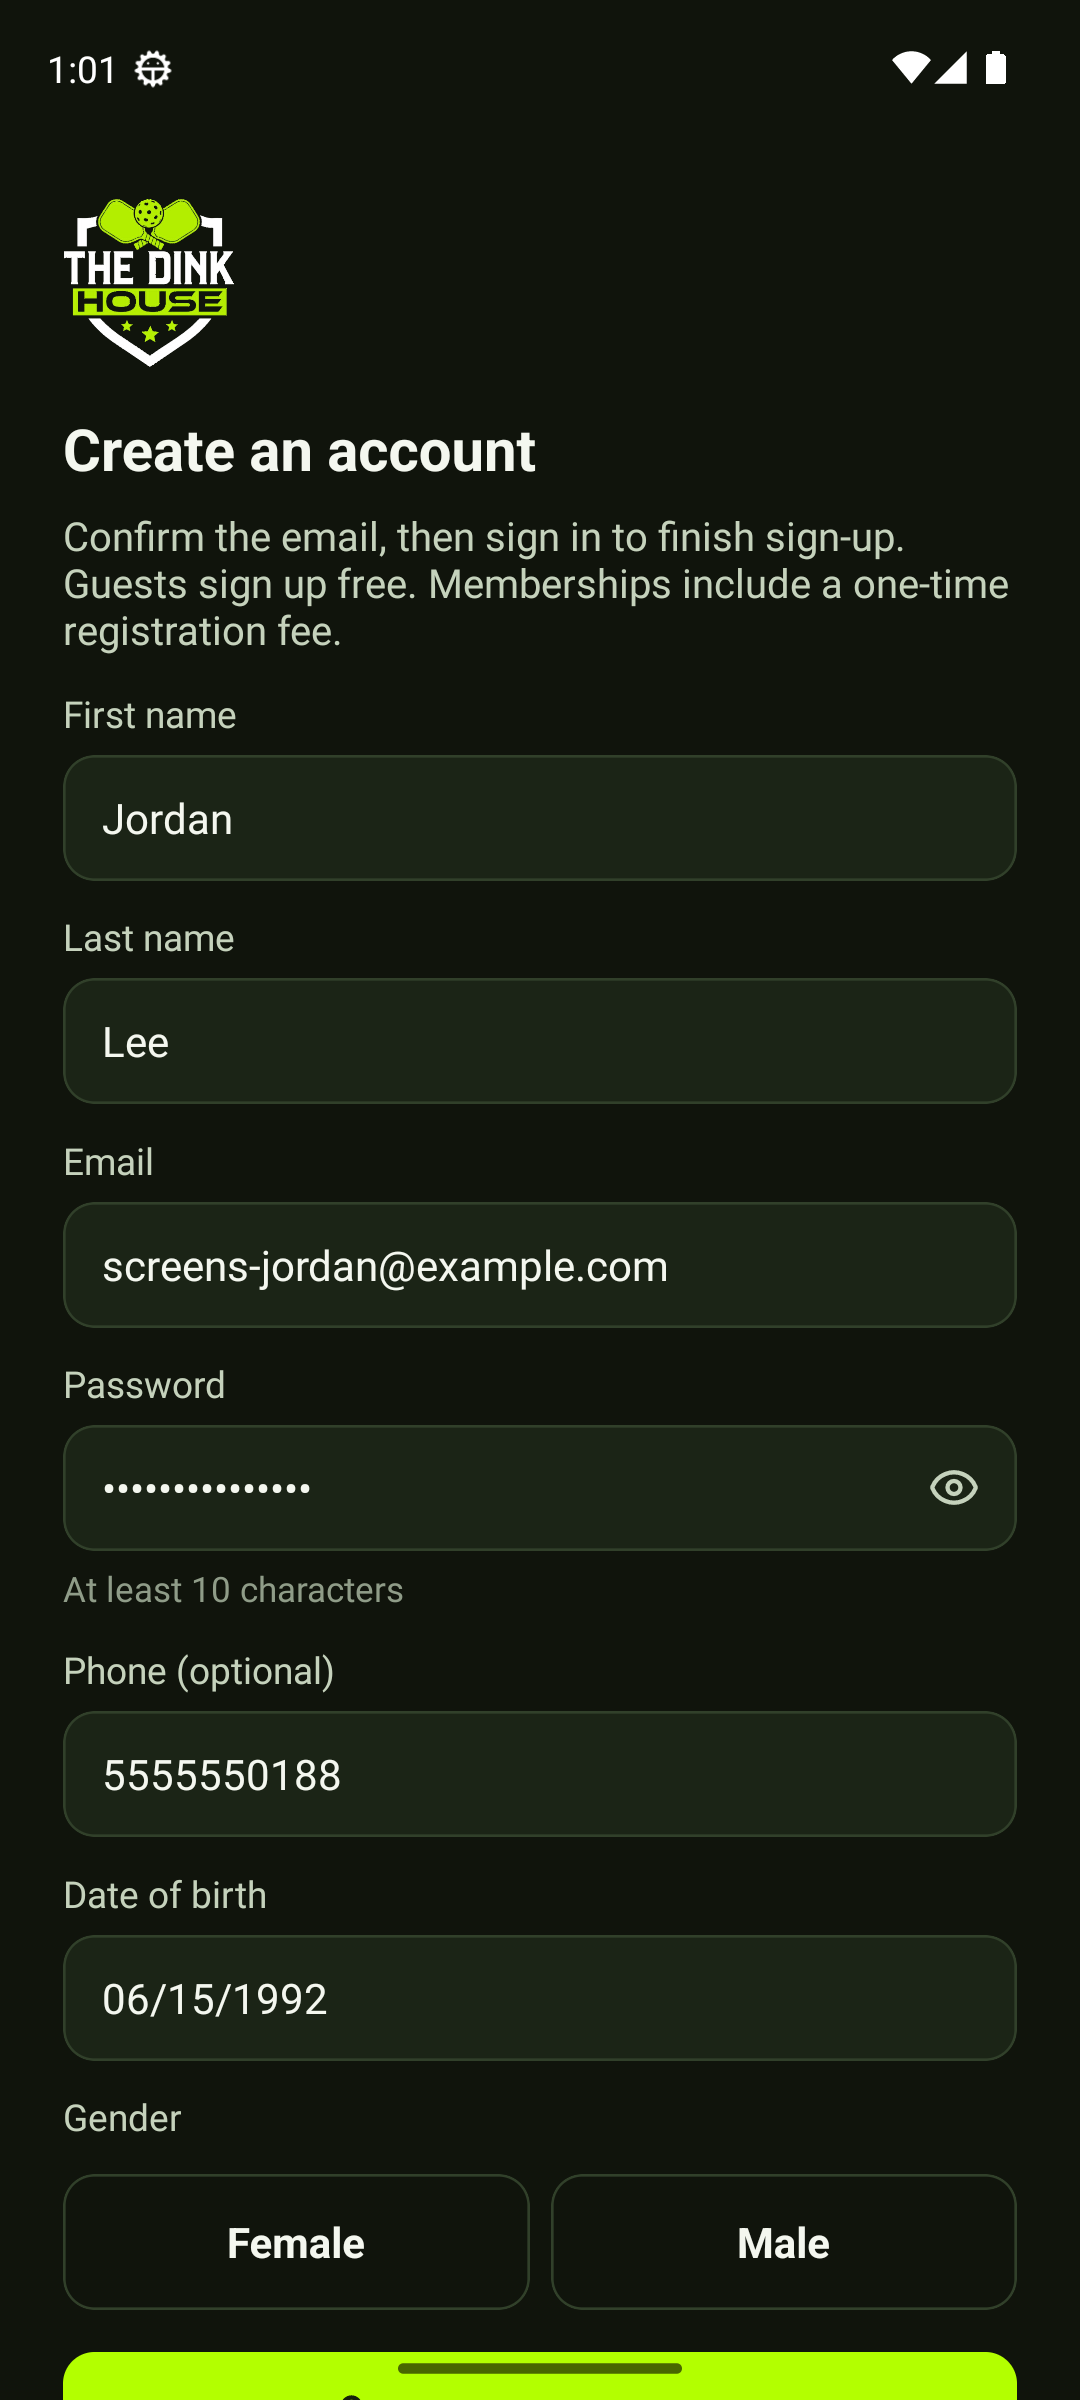 1:01
THE DINK
HOUSE
Create an account
Confirm the email, then sign in to finish sign-up.
Guests sign up free. Memberships include a one-time
registration fee.
First name
Jordan
Last name
Lee
Email
screens-jordan@example.com
Password
•••••••••••••••
At least 10 characters
Phone (optional)
5555550188
Date of birth
06/15/1992
Gender
Female Male